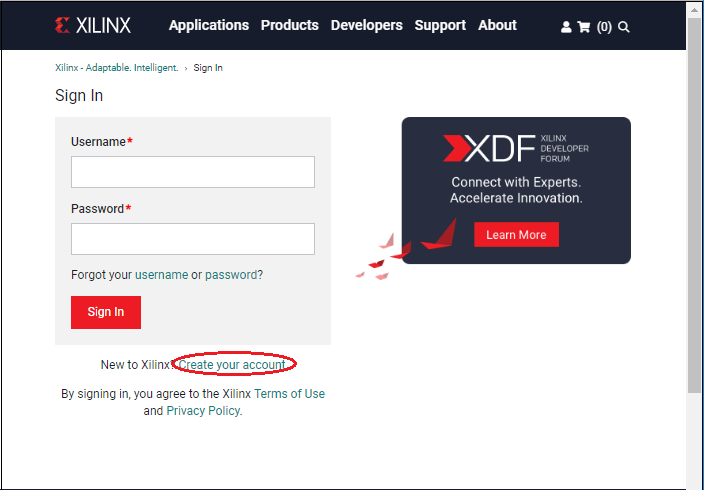 XILINX
Applications Products Developers Support About
(0)
Xilinx - Adaptable. Intelligent. › Sign In
Sign In
Username*
Password*
Forgot your username or password?
Sign In
New to Xilinx? Create your account
By signing in, you agree to the Xilinx Terms of Use
and Privacy Policy.
XDF
XILINX
DEVELOPER
FORUM
Connect with Experts.
Accelerate Innovation.
Learn More